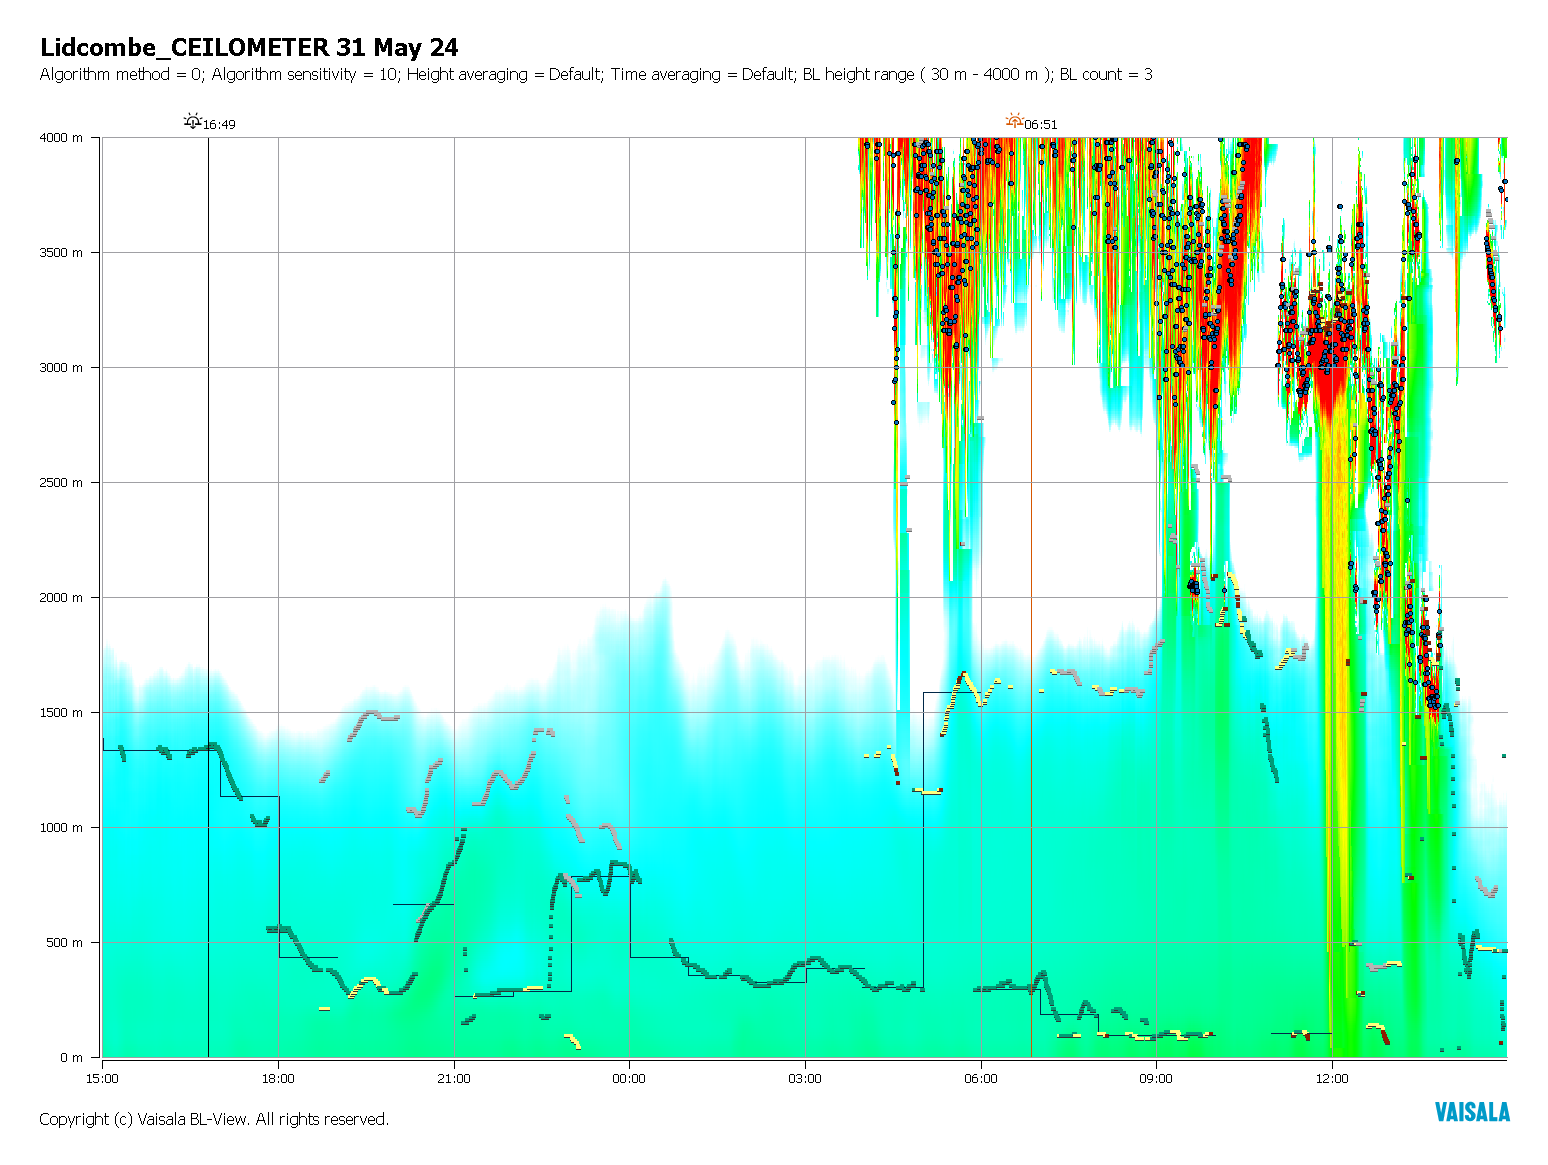 Lidcombe_CEILOMETER 31 May 24
Algorithm method = 0; Algorithm sensitivity = 10; Height averaging = Default; Time averaging = Default; BL height range ( 30 m - 4000 m ); BL count = 3
16:49
06:51
4000 m
3500 m
3000 m
2500 m
2000 m
1500 m
1000 m
500 m
0 m
15:00 18:00 21:00 00:00 03:00 06:00 09:00 12:00
Copyright (c) Vaisala BL-View. All rights reserved.
VAISALA